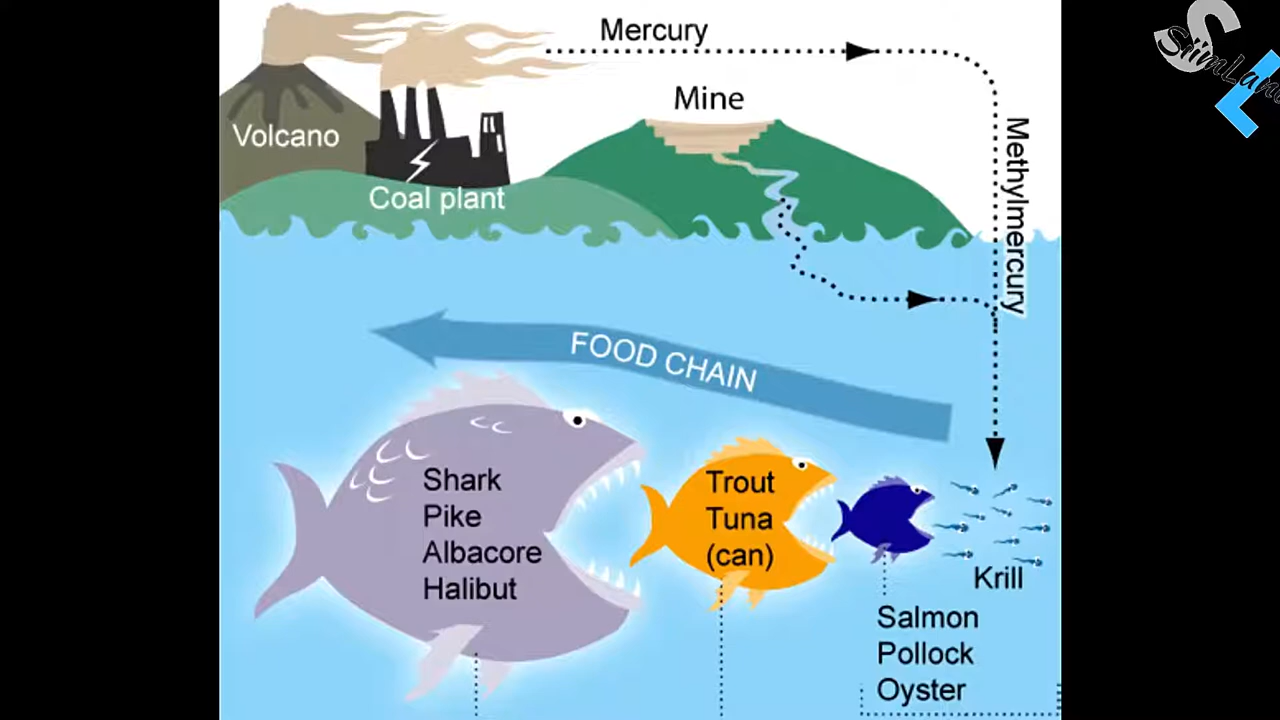 SiimLand
Mercury
Mine
Volcano
Coal plant
Methylmercury
FOOD CHAIN
Shark
Pike
Albacore
Halibut
Trout
Tuna
(can)
Krill
Salmon
Pollock
Oyster